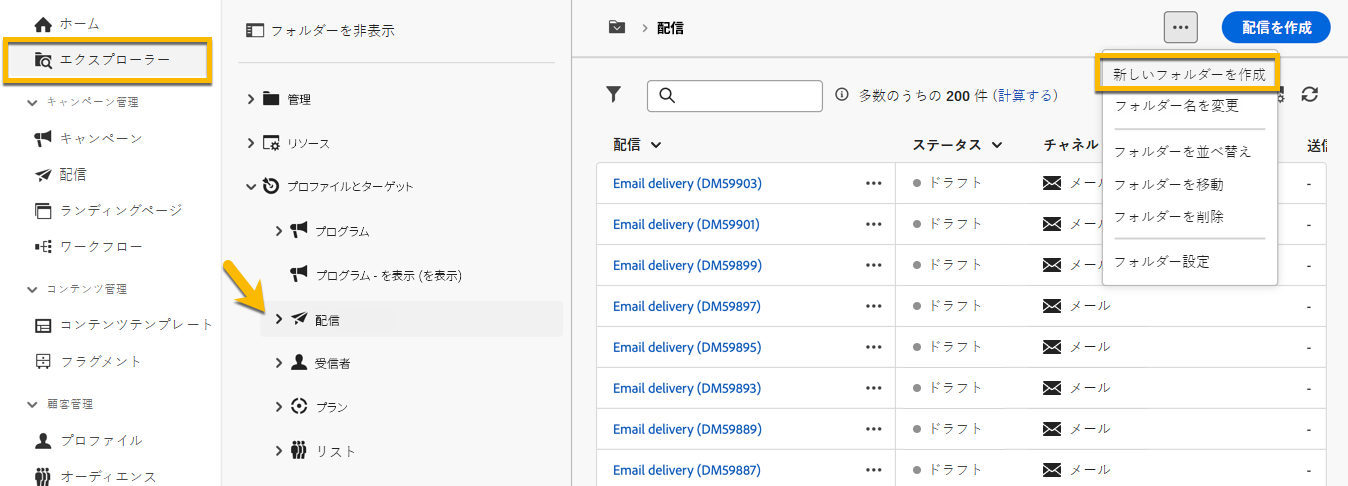 ホーム
エクスプローラー
キャンペーン管理
キャンペーン
配信
ランディングページ
ワークフロー
コンテンツ管理
コンテンツテンプレート
フラグメント
顧客管理
プロファイル
オーディエンス
フォルダーを非表示
管理
リソース
プロファイルとターゲット
プログラム
プログラム - を表示 (を表示)
配信
受信者
プラン
リスト
配信
配信を作成
新しいフォルダーを作成
フォルダー名を変更
フォルダーを並べ替え
フォルダーを移動
フォルダーを削除
フォルダー設定
多数のうちの 200 件 (計算する)
配信 ステータス チャネル 送信
Email delivery (DM59903) ドラフト メール -
Email delivery (DM59901) ドラフト メール -
Email delivery (DM59899) ドラフト メール -
Email delivery (DM59897) ドラフト メール -
Email delivery (DM59895) ドラフト メール -
Email delivery (DM59893) ドラフト メール -
Email delivery (DM59889) ドラフト メール -
Email delivery (DM59887) ドラフト メール -